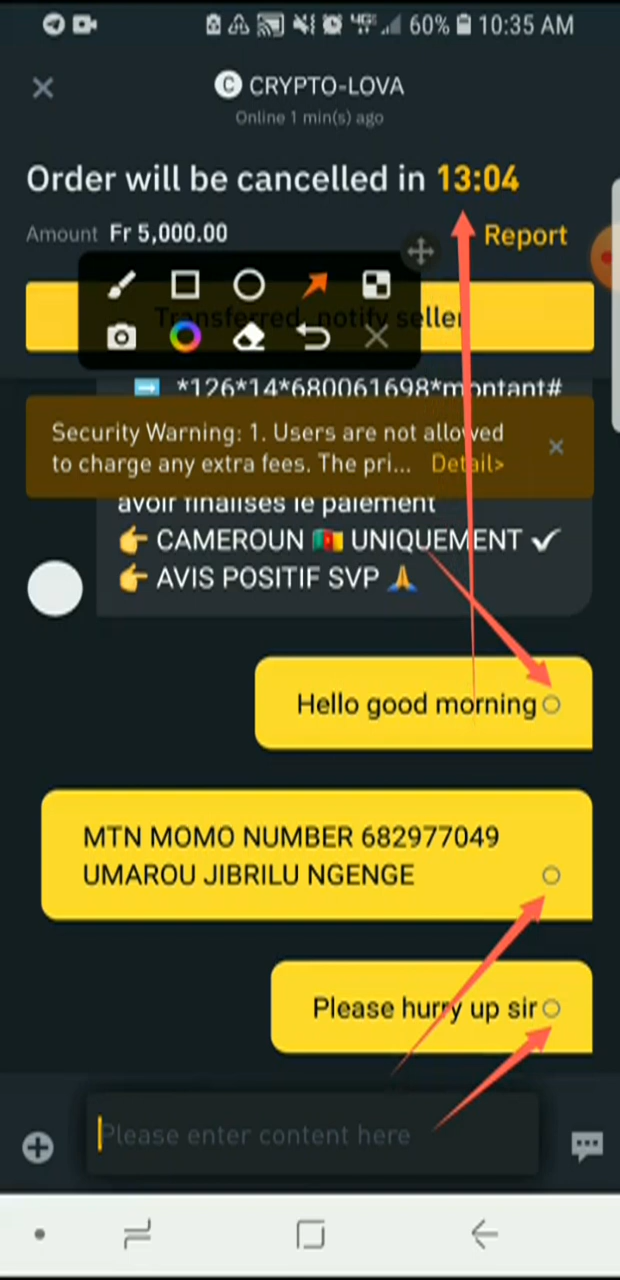 60% 10:35 AM
C CRYPTO-LOVA
Online 1 min(s) ago
Order will be cancelled in 13:04
Amount Fr 5,000.00
Report
Transferred, notify seller
➡️ *126*14*680061698*montant#
Security Warning: 1. Users are not allowed
to charge any extra fees. The pri... Detail>
avoir finalisés le paiement
👉 CAMEROUN 🇨🇲 UNIQUEMENT ✓
👉 AVIS POSITIF SVP 🙏
Hello good morning
MTN MOMO NUMBER 682977049
UMAROU JIBRILU NGENGE
Please hurry up sir
Please enter content here